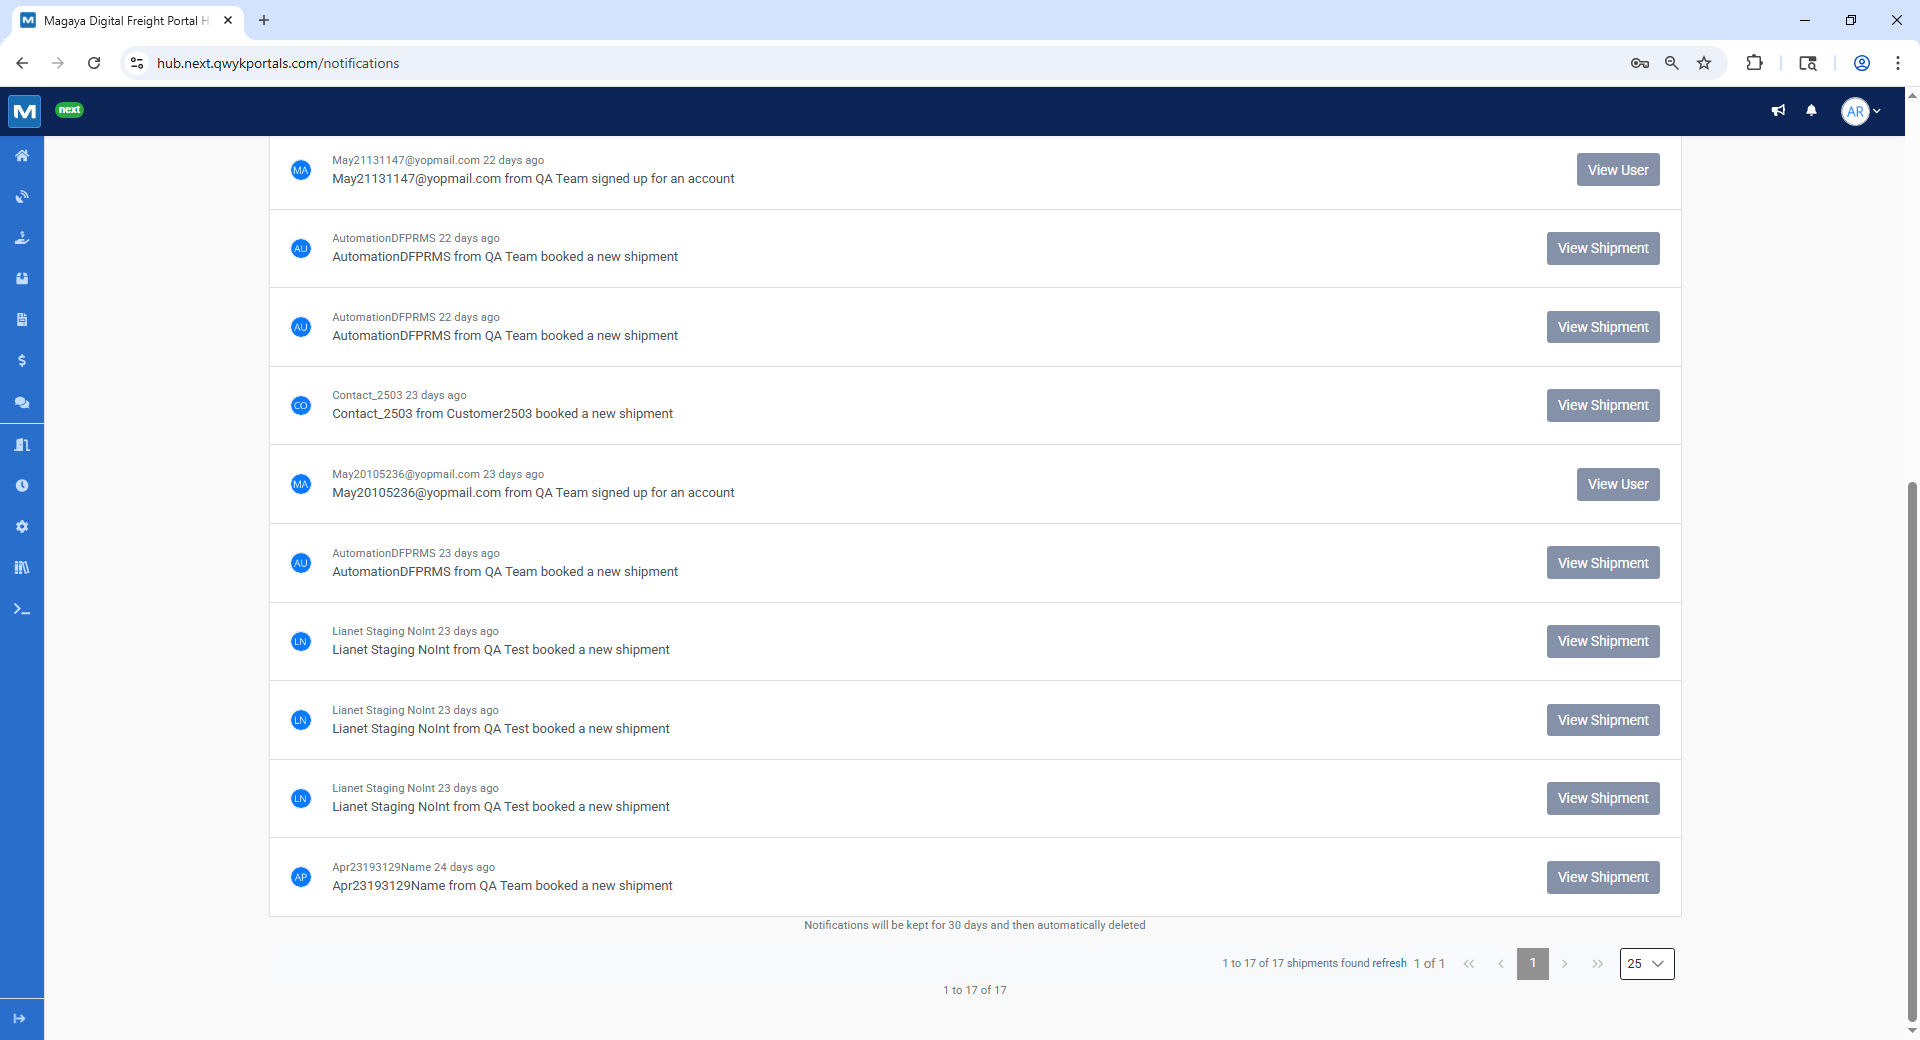 Magaya Digital Freight Portal H
hub.next.qwykportals.com/notifications
M
next
AR
MA
May21131147@yopmail.com 22 days ago
May21131147@yopmail.com from QA Team signed up for an account
View User
AU
AutomationDFPRMS 22 days ago
AutomationDFPRMS from QA Team booked a new shipment
View Shipment
AU
AutomationDFPRMS 22 days ago
AutomationDFPRMS from QA Team booked a new shipment
View Shipment
CO
Contact_2503 23 days ago
Contact_2503 from Customer2503 booked a new shipment
View Shipment
MA
May20105236@yopmail.com 23 days ago
May20105236@yopmail.com from QA Team signed up for an account
View User
AU
AutomationDFPRMS 23 days ago
AutomationDFPRMS from QA Team booked a new shipment
View Shipment
LN
Lianet Staging NoInt 23 days ago
Lianet Staging NoInt from QA Test booked a new shipment
View Shipment
LN
Lianet Staging NoInt 23 days ago
Lianet Staging NoInt from QA Test booked a new shipment
View Shipment
LN
Lianet Staging NoInt 23 days ago
Lianet Staging NoInt from QA Test booked a new shipment
View Shipment
AP
Apr23193129Name 24 days ago
Apr23193129Name from QA Team booked a new shipment
View Shipment
Notifications will be kept for 30 days and then automatically deleted
1 to 17 of 17 shipments found refresh 1 of 1 « ‹ 1 › » 25
1 to 17 of 17